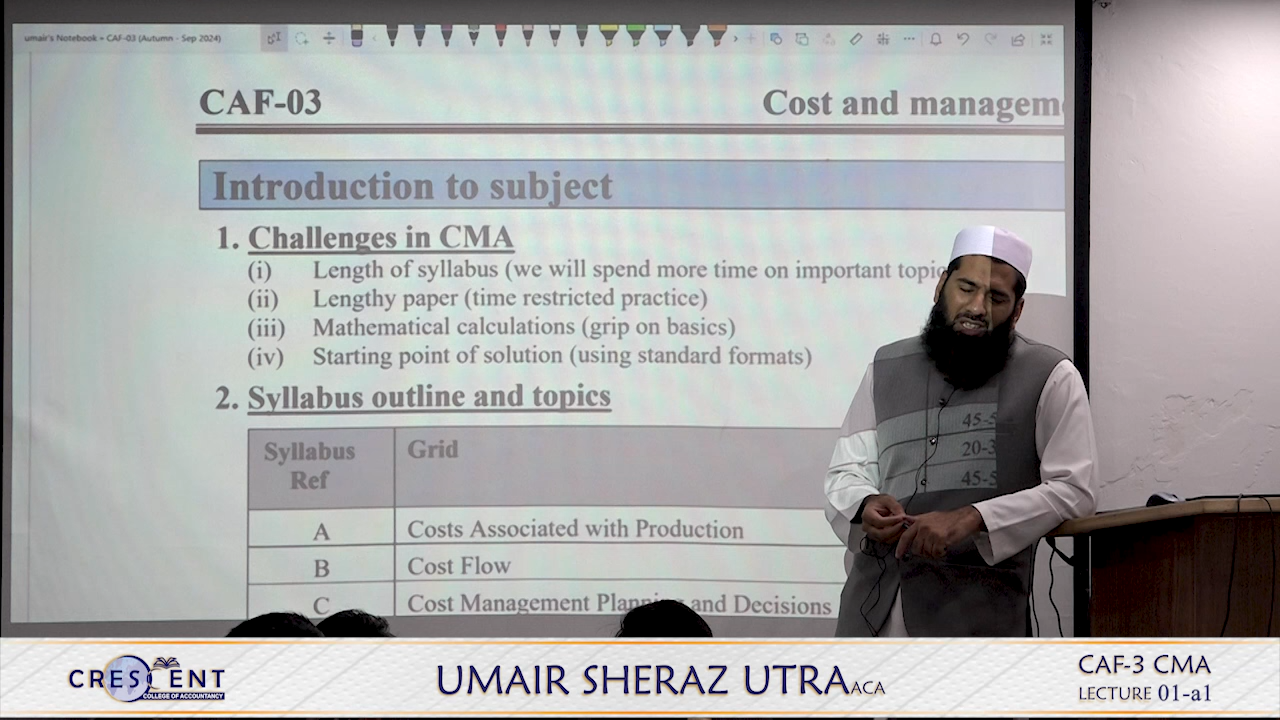 umair's Notebook » CAF-03 (Autumn - Sep 2024)
CAF-03 Cost and managem
Introduction to subject
1. Challenges in CMA
(i) Length of syllabus (we will spend more time on important topic
(ii) Lengthy paper (time restricted practice)
(iii) Mathematical calculations (grip on basics)
(iv) Starting point of solution (using standard formats)
2. Syllabus outline and topics
Syllabus Ref Grid
45-5
20-3
45-5
A Costs Associated with Production
B Cost Flow
C Cost Management Planning and Decisions
CRESCENT
COLLEGE OF ACCOUNTANCY
UMAIR SHERAZ UTRA ACA
CAF-3 CMA
LECTURE 01-a1